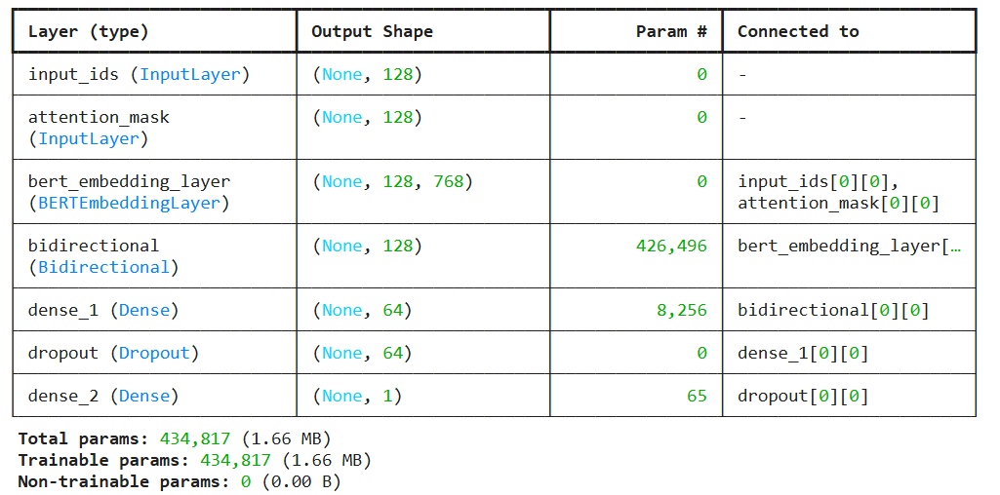 Layer (type) Output Shape Param # Connected to
input_ids (InputLayer) (None, 128) 0 -
attention_mask (None, 128) 0 -
(InputLayer)
bert_embedding_layer (None, 128, 768) 0 input_ids[0][0],
(BERTEmbeddingLayer) attention_mask[0][0]
bidirectional (None, 128) 426,496 bert_embedding_layer[…
(Bidirectional)
dense_1 (Dense) (None, 64) 8,256 bidirectional[0][0]
dropout (Dropout) (None, 64) 0 dense_1[0][0]
dense_2 (Dense) (None, 1) 65 dropout[0][0]
Total params: 434,817 (1.66 MB)
Trainable params: 434,817 (1.66 MB)
Non-trainable params: 0 (0.00 B)